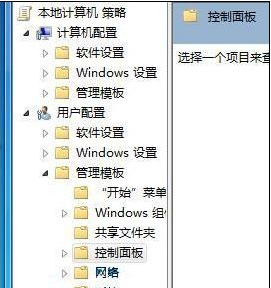 本地计算机 策略
计算机配置
软件设置
Windows 设置
管理模板
用户配置
软件设置
Windows 设置
管理模板
“开始”菜单
Windows 组
共享文件夹
控制面板
网络
控制面板
选择一个项目来